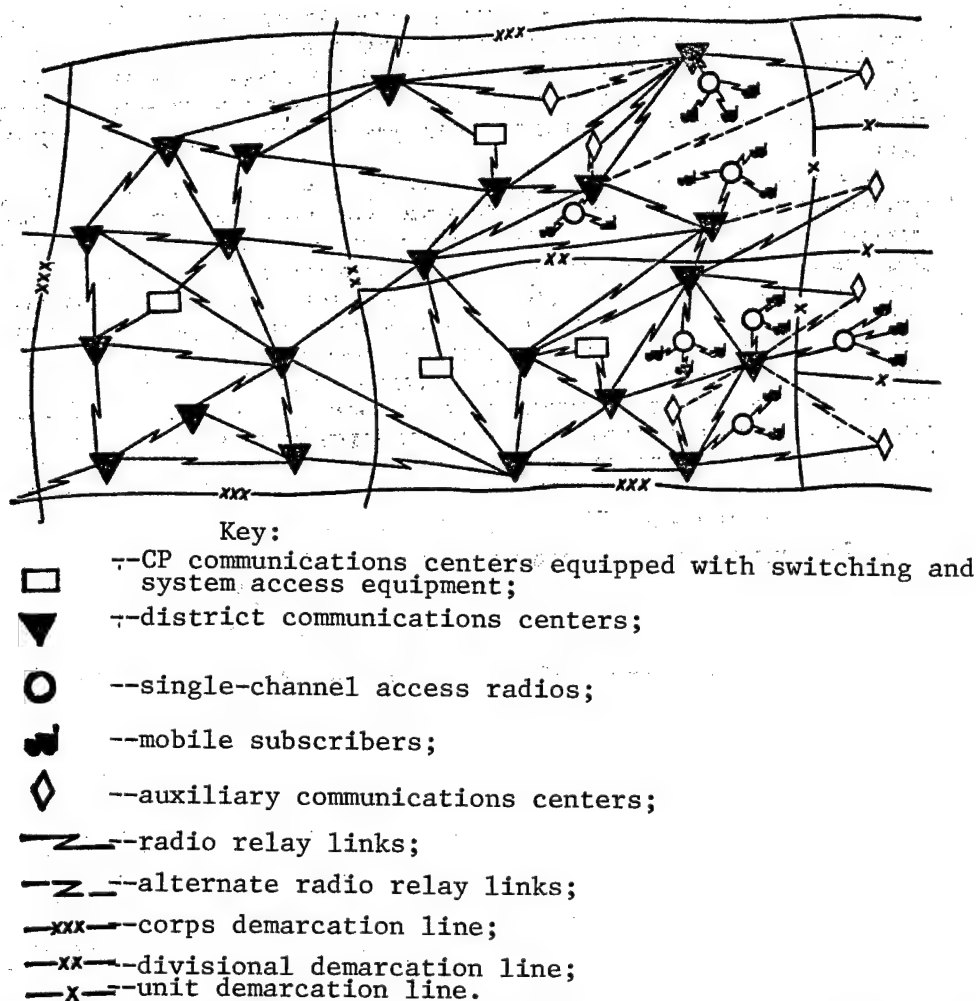 xxx
x
x
xxx
xx
xx
x
x
x
xxx
xxx
Key:
--CP communications centers equipped with switching and
system access equipment;
--district communications centers;
--single-channel access radios;
--mobile subscribers;
--auxiliary communications centers;
--radio relay links;
--alternate radio relay links;
xxx --corps demarcation line;
xx --divisional demarcation line;
x --unit demarcation line.